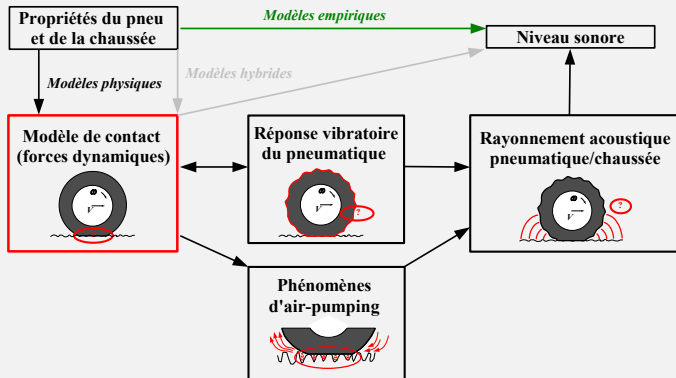 Propriétés du pneu
et de la chaussée
Modèles empiriques
Niveau sonore
Modèles physiques
Modèles hybrides
Modèle de contact
(forces dynamiques)
ω
V
Réponse vibratoire
du pneumatique
ω
V
?
Rayonnement acoustique
pneumatique/chaussée
ω
V
?
Phénomènes
d'air-pumping